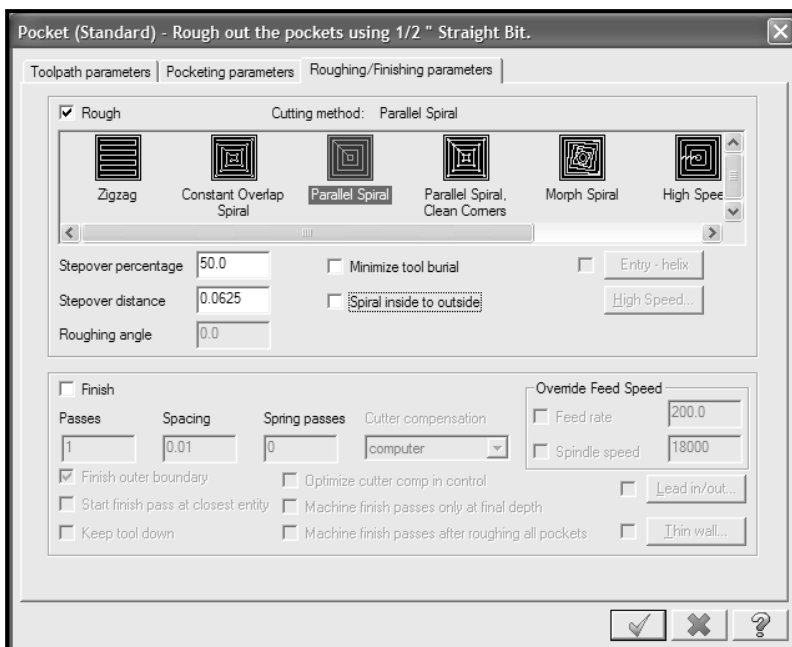 Pocket (Standard) - Rough out the pockets using 1/2 " Straight Bit.
Toolpath parameters
Pocketing parameters
Roughing/Finishing parameters
Rough
Cutting method: Parallel Spiral
Zigzag
Constant Overlap
Spiral
Parallel Spiral
Parallel Spiral,
Clean Corners
Morph Spiral
High Spee
Stepover percentage 50.0
Minimize tool burial
Entry - helix
Stepover distance 0.0625
Spiral inside to outside
High Speed...
Roughing angle 0.0
Finish
Override Feed Speed
Passes
Spacing
Spring passes
Cutter compensation
Feed rate 200.0
1
0.01
0
computer
Spindle speed 18000
Finish outer boundary
Optimize cutter comp in control
Lead in/out...
Start finish pass at closest entity
Machine finish passes only at final depth
Keep tool down
Machine finish passes after roughing all pockets
Thin wall...